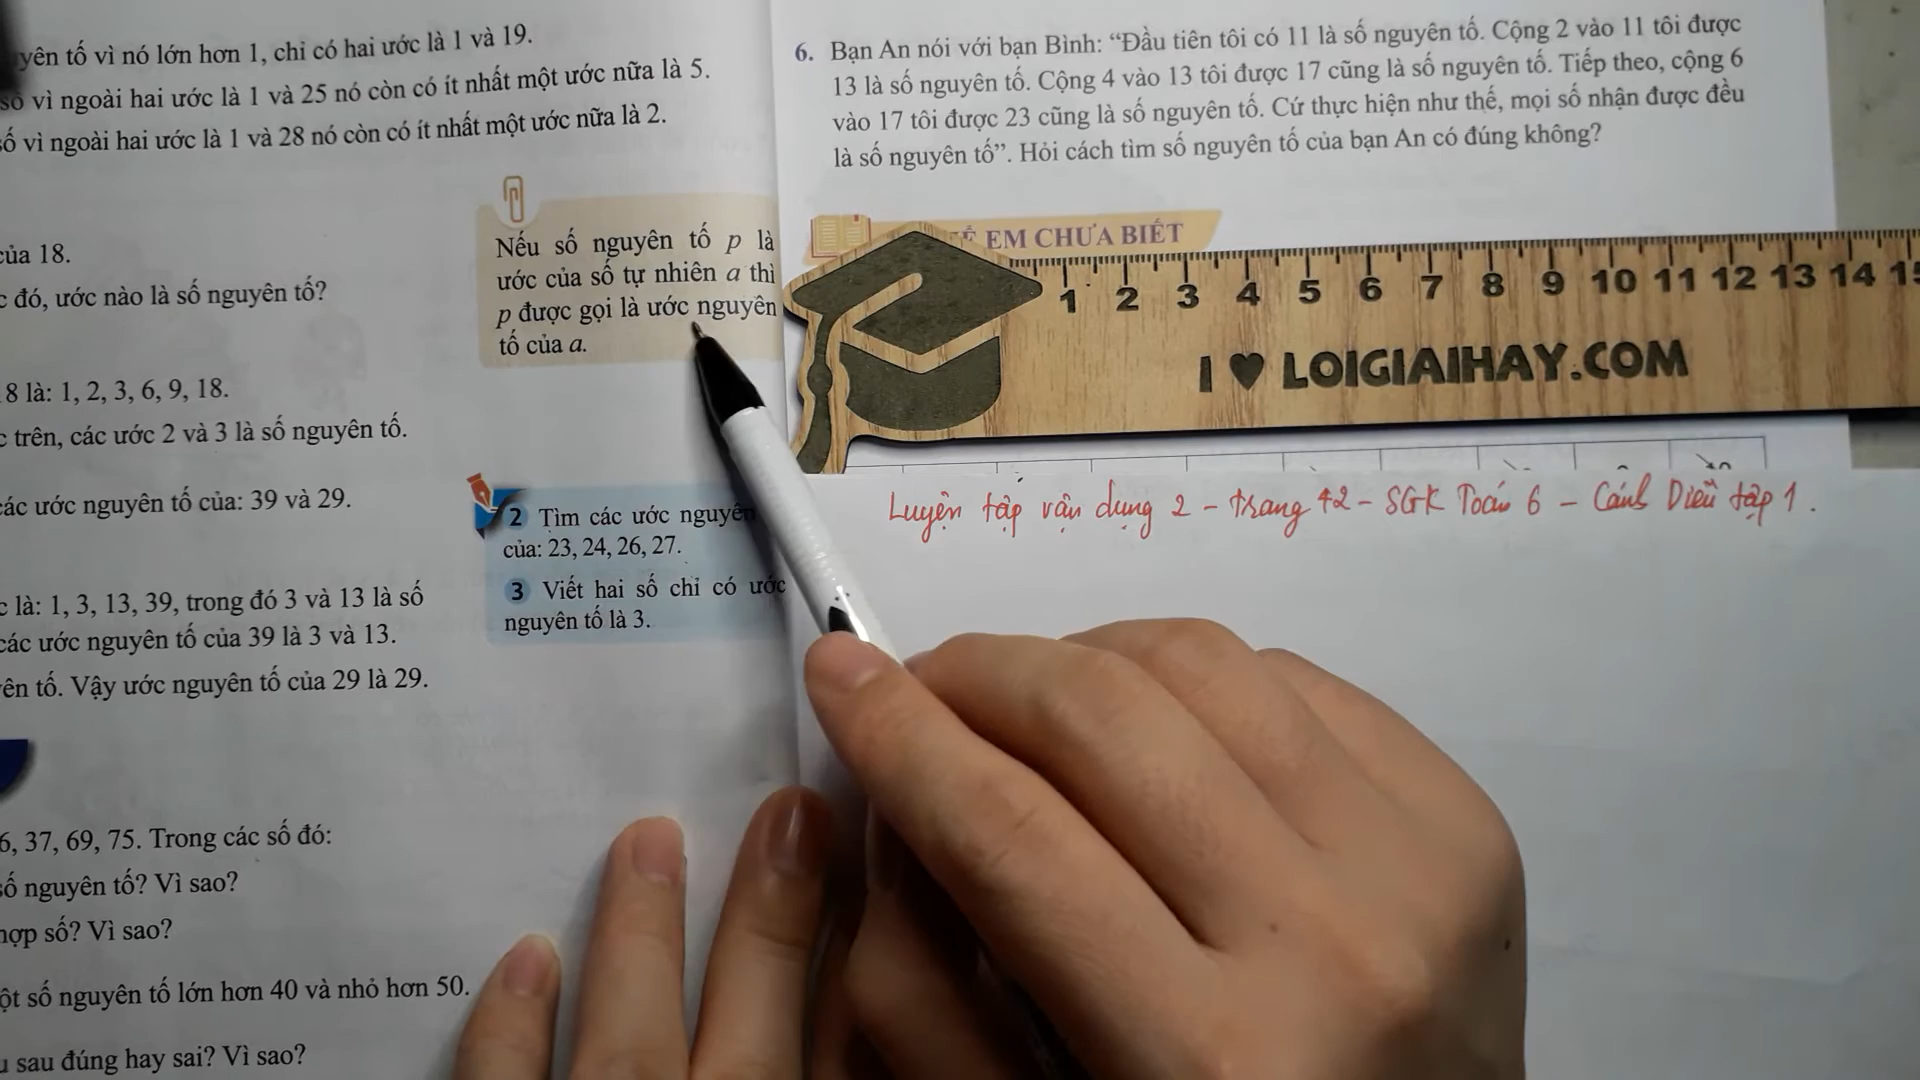 yên tố vì nó lớn hơn 1, chỉ có hai ước là 1 và 19.
số vì ngoài hai ước là 1 và 25 nó còn có ít nhất một ước nữa là 5.
số vì ngoài hai ước là 1 và 28 nó còn có ít nhất một ước nữa là 2.
của 18.
c đó, ước nào là số nguyên tố?
Nếu số nguyên tố p là
ước của số tự nhiên a thì
p được gọi là ước nguyên
tố của a.
8 là: 1, 2, 3, 6, 9, 18.
c trên, các ước 2 và 3 là số nguyên tố.
các ước nguyên tố của: 39 và 29.
2 Tìm các ước nguyên
của: 23, 24, 26, 27.
3 Viết hai số chỉ có ước
nguyên tố là 3.
c là: 1, 3, 13, 39, trong đó 3 và 13 là số
các ước nguyên tố của 39 là 3 và 13.
ên tố. Vậy ước nguyên tố của 29 là 29.
6, 37, 69, 75. Trong các số đó:
số nguyên tố? Vì sao?
hợp số? Vì sao?
ột số nguyên tố lớn hơn 40 và nhỏ hơn 50.
u sau đúng hay sai? Vì sao?
6. Bạn An nói với bạn Bình: “Đầu tiên tôi có 11 là số nguyên tố. Cộng 2 vào 11 tôi được
13 là số nguyên tố. Cộng 4 vào 13 tôi được 17 cũng là số nguyên tố. Tiếp theo, cộng 6
vào 17 tôi được 23 cũng là số nguyên tố. Cứ thực hiện như thế, mọi số nhận được đều
là số nguyên tố”. Hỏi cách tìm số nguyên tố của bạn An có đúng không?
EM CHƯA BIẾT
1 2 3 4 5 6 7 8 9 10 11 12 13 14 15
I ♥ LOIGIAIHAY.COM
Luyện tập vận dụng 2 - trang 42 - SGK Toán 6 - Cánh Diều tập 1.